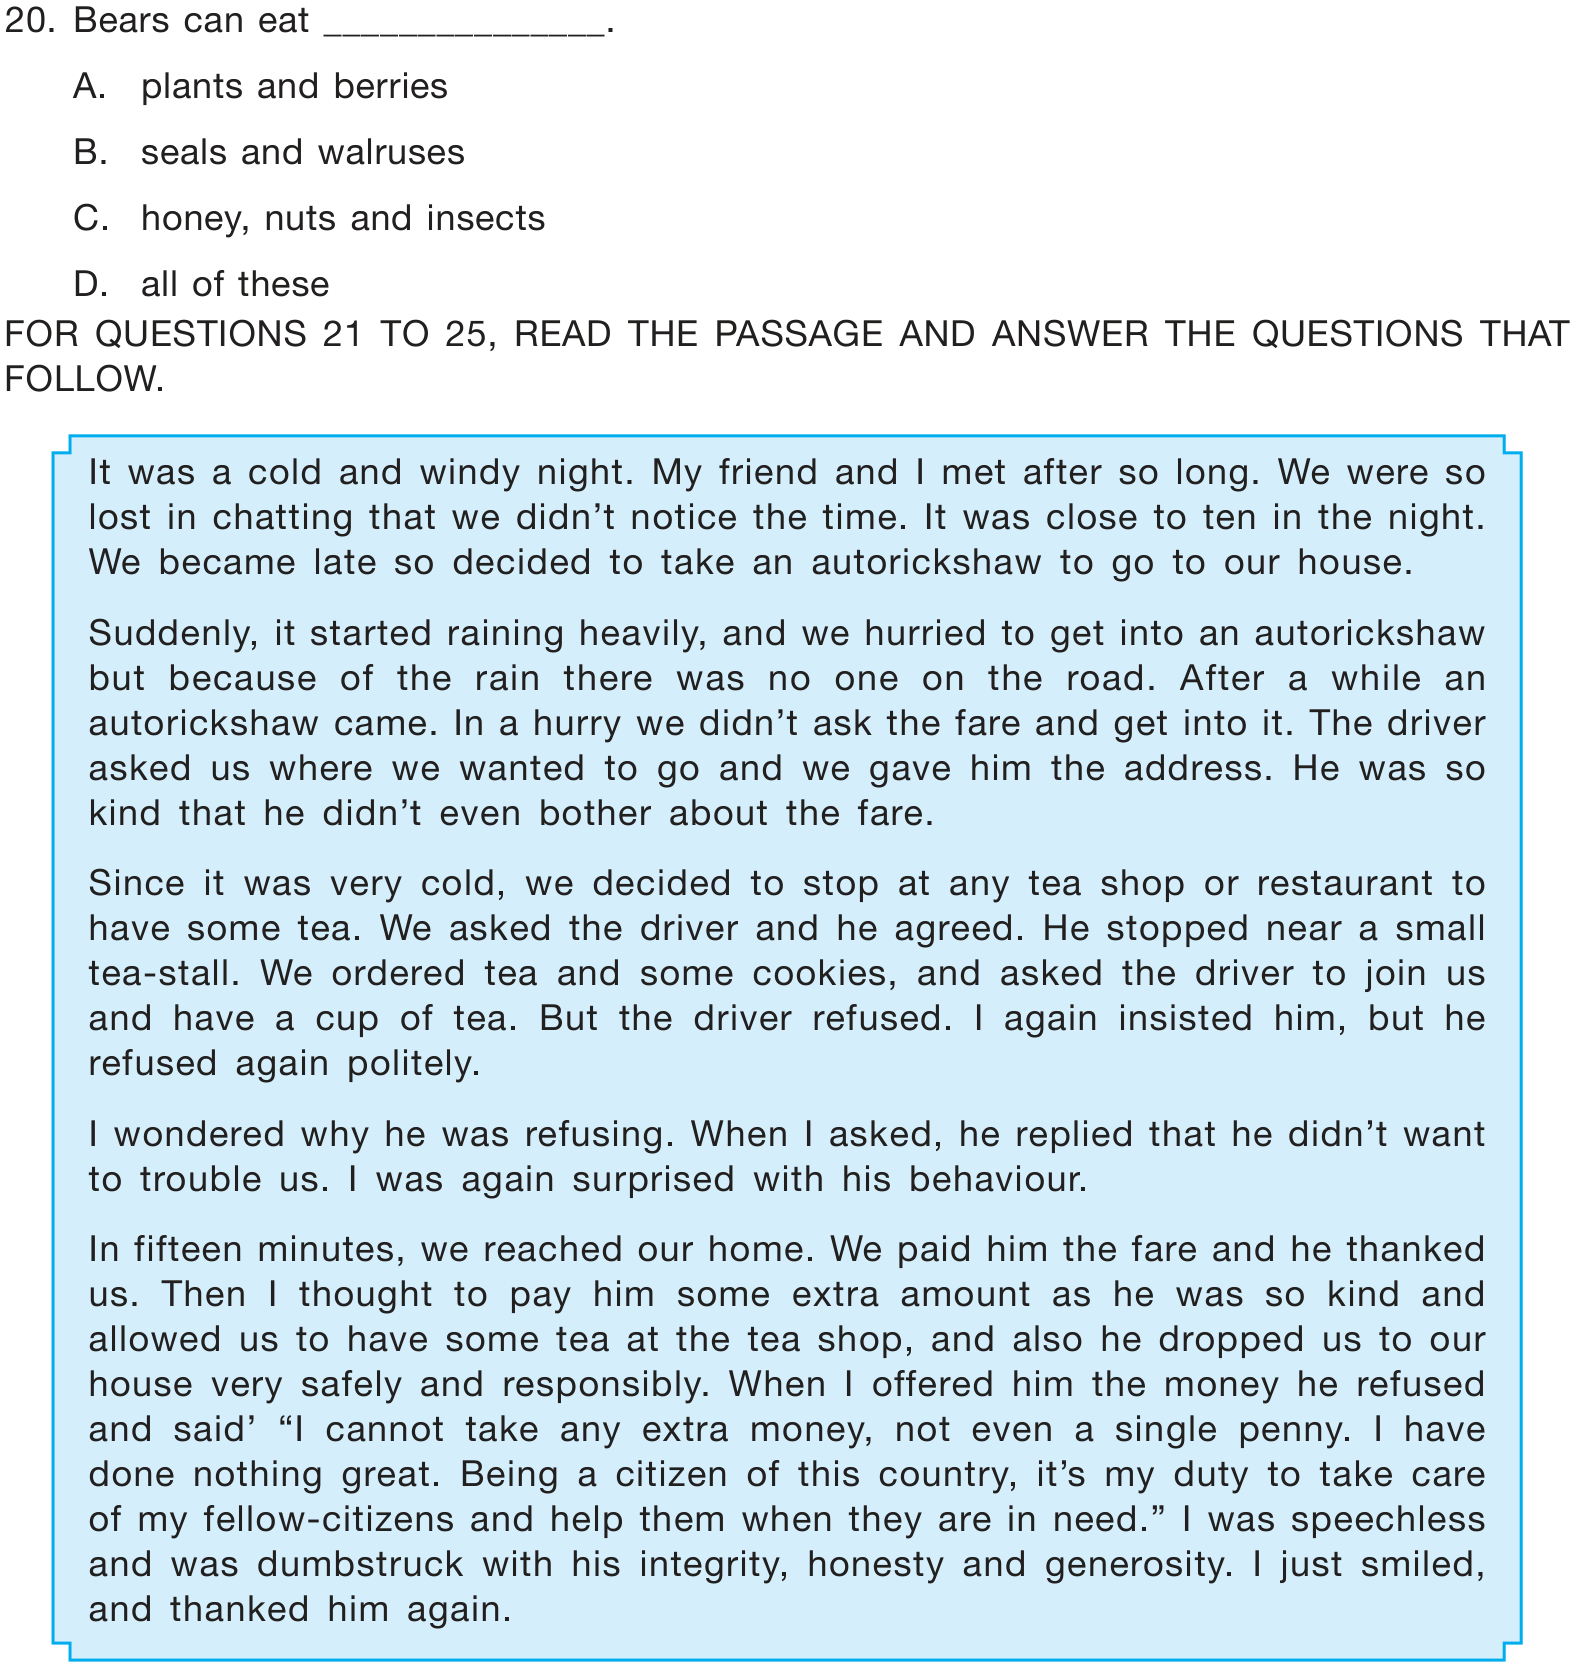 20. Bears can eat _______________.
A. plants and berries
B. seals and walruses
C. honey, nuts and insects
D. all of these
FOR QUESTIONS 21 TO 25, READ THE PASSAGE AND ANSWER THE QUESTIONS THAT
FOLLOW.
It was a cold and windy night. My friend and I met after so long. We were so
lost in chatting that we didn’t notice the time. It was close to ten in the night.
We became late so decided to take an autorickshaw to go to our house.
Suddenly, it started raining heavily, and we hurried to get into an autorickshaw
but because of the rain there was no one on the road. After a while an
autorickshaw came. In a hurry we didn’t ask the fare and get into it. The driver
asked us where we wanted to go and we gave him the address. He was so
kind that he didn’t even bother about the fare.
Since it was very cold, we decided to stop at any tea shop or restaurant to
have some tea. We asked the driver and he agreed. He stopped near a small
tea-stall. We ordered tea and some cookies, and asked the driver to join us
and have a cup of tea. But the driver refused. I again insisted him, but he
refused again politely.
I wondered why he was refusing. When I asked, he replied that he didn’t want
to trouble us. I was again surprised with his behaviour.
In fifteen minutes, we reached our home. We paid him the fare and he thanked
us. Then I thought to pay him some extra amount as he was so kind and
allowed us to have some tea at the tea shop, and also he dropped us to our
house very safely and responsibly. When I offered him the money he refused
and said’ “I cannot take any extra money, not even a single penny. I have
done nothing great. Being a citizen of this country, it’s my duty to take care
of my fellow-citizens and help them when they are in need.” I was speechless
and was dumbstruck with his integrity, honesty and generosity. I just smiled,
and thanked him again.